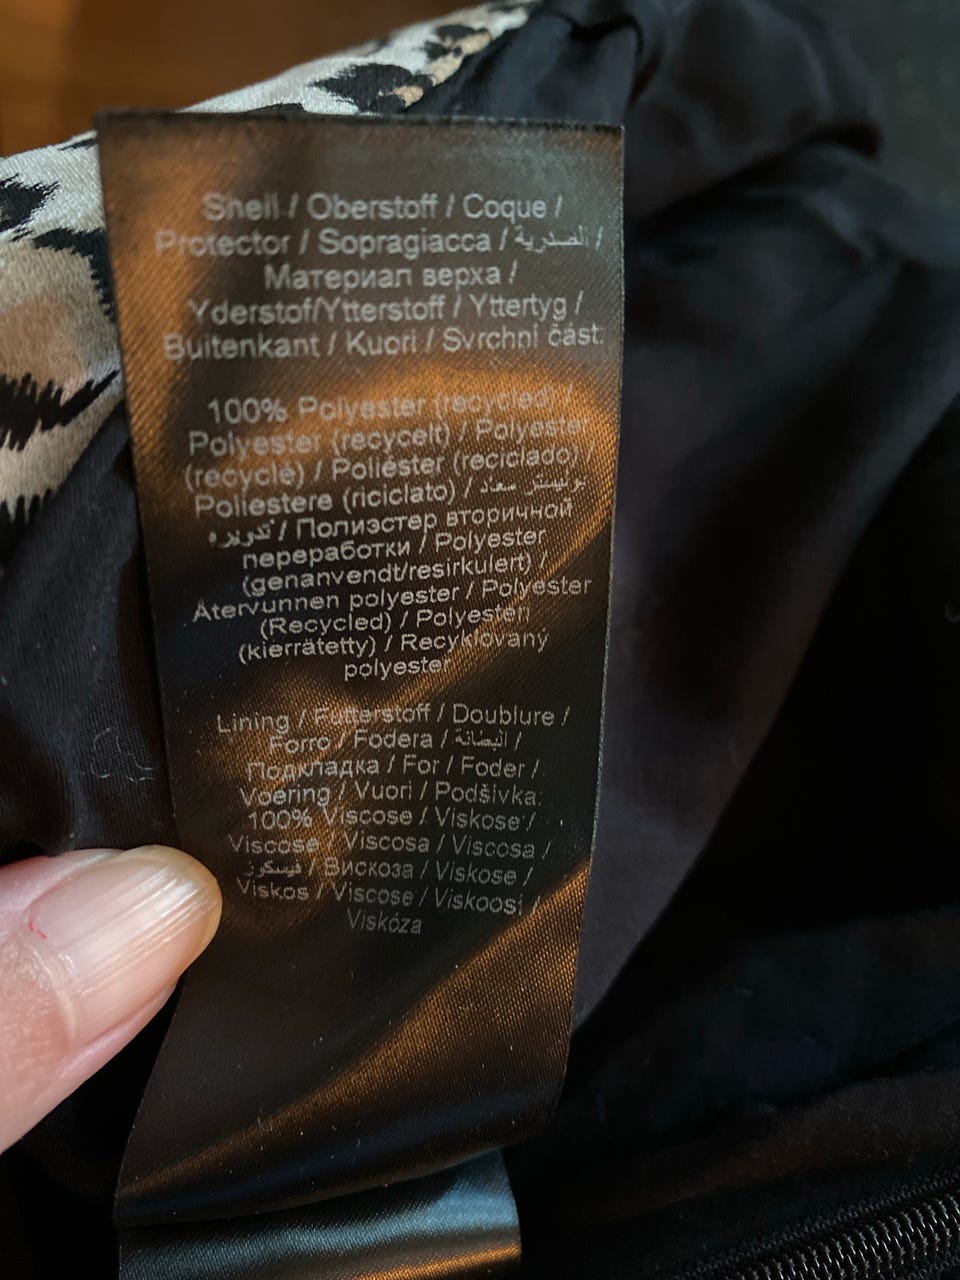 Shell / Oberstoff / Coque /
Protector / Sopragiacca / الصدرية /
Материал верха /
Yderstof/Ytterstoff / Yttertyg /
Buitenkant / Kuori / Svrchní část:
100% Polyester (recycled) /
Polyester (recycelt) / Polyester
(recyclé) / Poliéster (reciclado) /
Poliestere (riciclato) / بوليستر معاد
تدويره / Полиэстер вторичной
переработки / Polyester
(genanvendt/resirkulert) /
Återvunnen polyester / Polyester
(Recycled) / Polyesteri
(kierrätetty) / Recyklovaný
polyester
Lining / Futterstoff / Doublure /
Forro / Fodera / البطانة /
Подкладка / For / Foder /
Voering / Vuori / Podšívka:
100% Viscose / Viskose /
Viscose / Viscosa / Viscosa /
فيسكوز / Вискоза / Viskose /
Viskos / Viscose / Viskoosi /
Viskóza